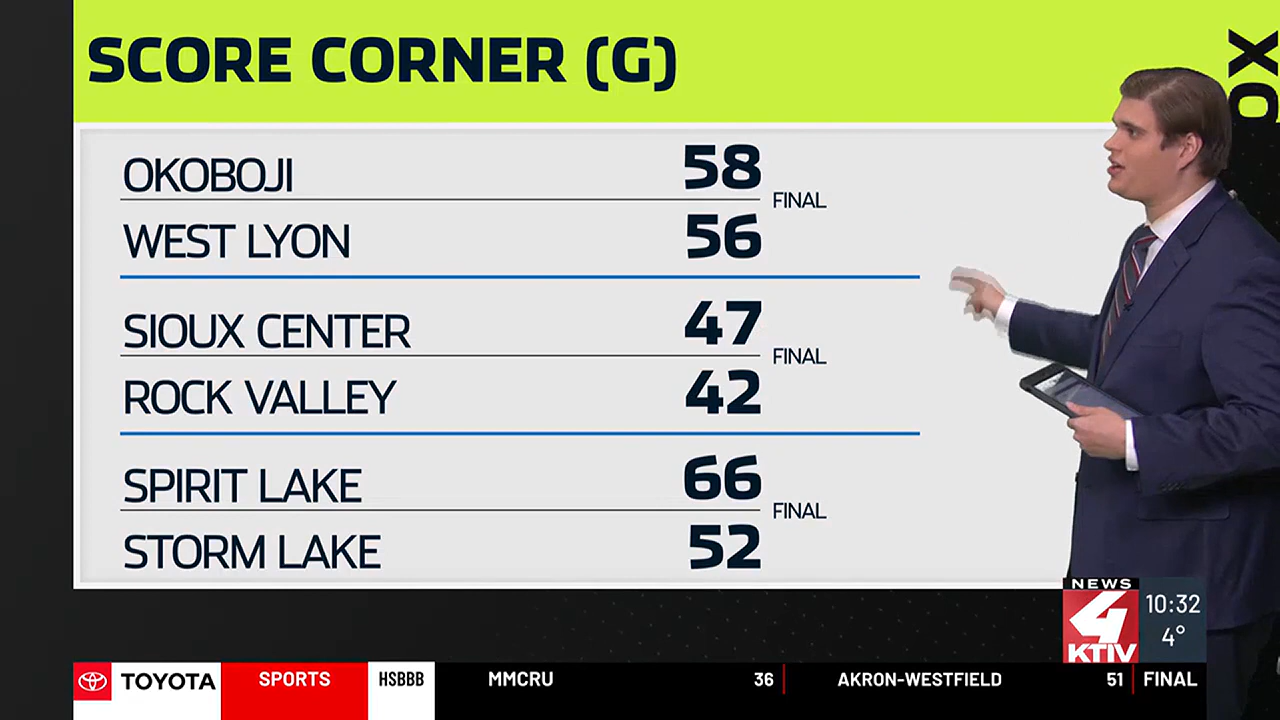 SCORE CORNER (G)
XO
OKOBOJI 58
FINAL
WEST LYON 56
SIOUX CENTER 47
FINAL
ROCK VALLEY 42
SPIRIT LAKE 66
FINAL
STORM LAKE 52
NEWS
4
KTIV
10:32
4°
TOYOTA SPORTS HSBBB MMCRU 36 AKRON-WESTFIELD 51 FINAL